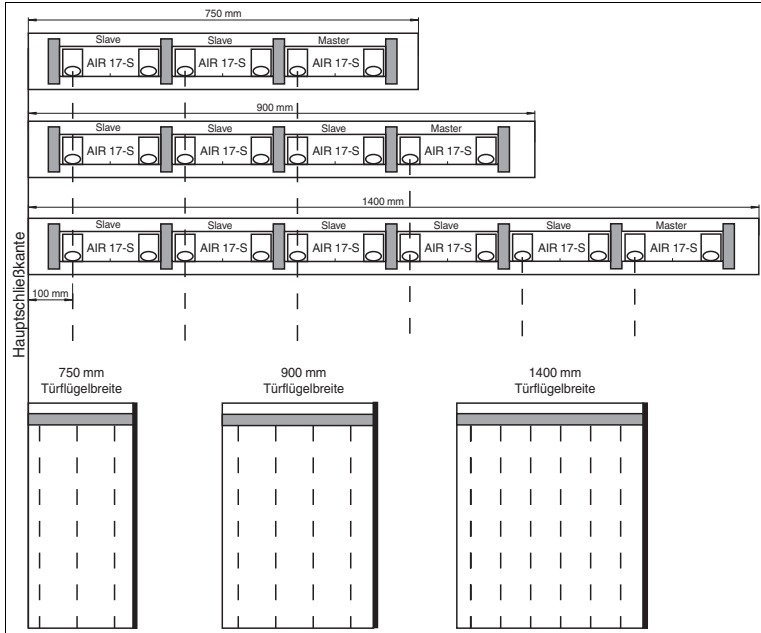 750 mm
Slave Slave Master
AIR 17-S AIR 17-S AIR 17-S
900 mm
Slave Slave Slave Master
AIR 17-S AIR 17-S AIR 17-S AIR 17-S
1400 mm
Slave Slave Slave Slave Slave Master
AIR 17-S AIR 17-S AIR 17-S AIR 17-S AIR 17-S AIR 17-S
Hauptschließkante
100 mm
750 mm
Türflügelbreite
900 mm
Türflügelbreite
1400 mm
Türflügelbreite